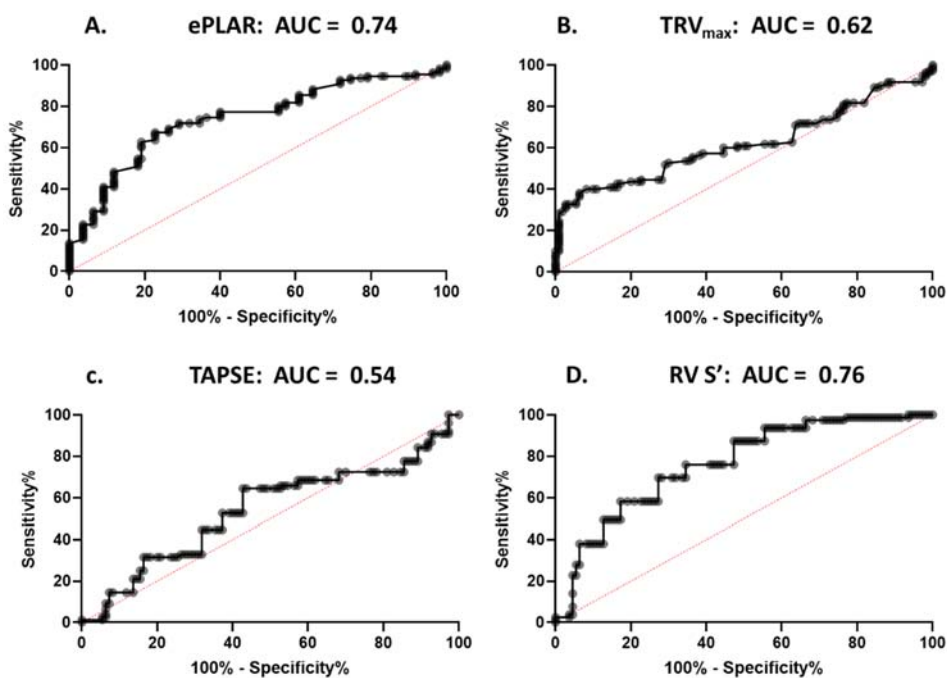 A. ePLAR: AUC = 0.74
100
80
60
40
20
0
Sensitivity%
0 20 40 60 80 100
100% - Specificity%
B. TRVmax: AUC = 0.62
100
80
60
40
20
0
Sensitivity%
0 20 40 60 80 100
100% - Specificity%
c. TAPSE: AUC = 0.54
100
80
60
40
20
0
Sensitivity%
0 20 40 60 80 100
100% - Specificity%
D. RV S’: AUC = 0.76
100
80
60
40
20
0
Sensitivity%
0 20 40 60 80 100
100% - Specificity%